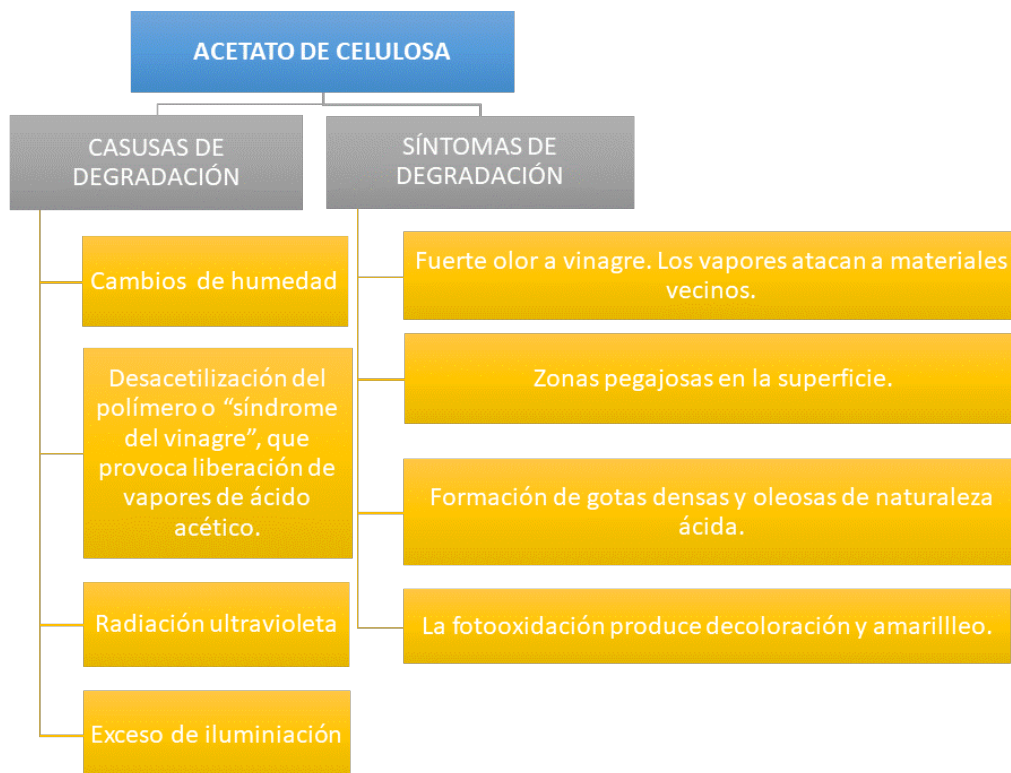 ACETATO DE CELULOSA
CASUSAS DE
DEGRADACIÓN
Cambios de humedad
Desacetilización del
polímero o “síndrome
del vinagre”, que
provoca liberación de
vapores de ácido
acético.
Radiación ultravioleta
Exceso de iluminiación
SÍNTOMAS DE
DEGRADACIÓN
Fuerte olor a vinagre. Los vapores atacan a materiales
vecinos.
Zonas pegajosas en la superficie.
Formación de gotas densas y oleosas de naturaleza
ácida.
La fotooxidación produce decoloración y amarillleo.